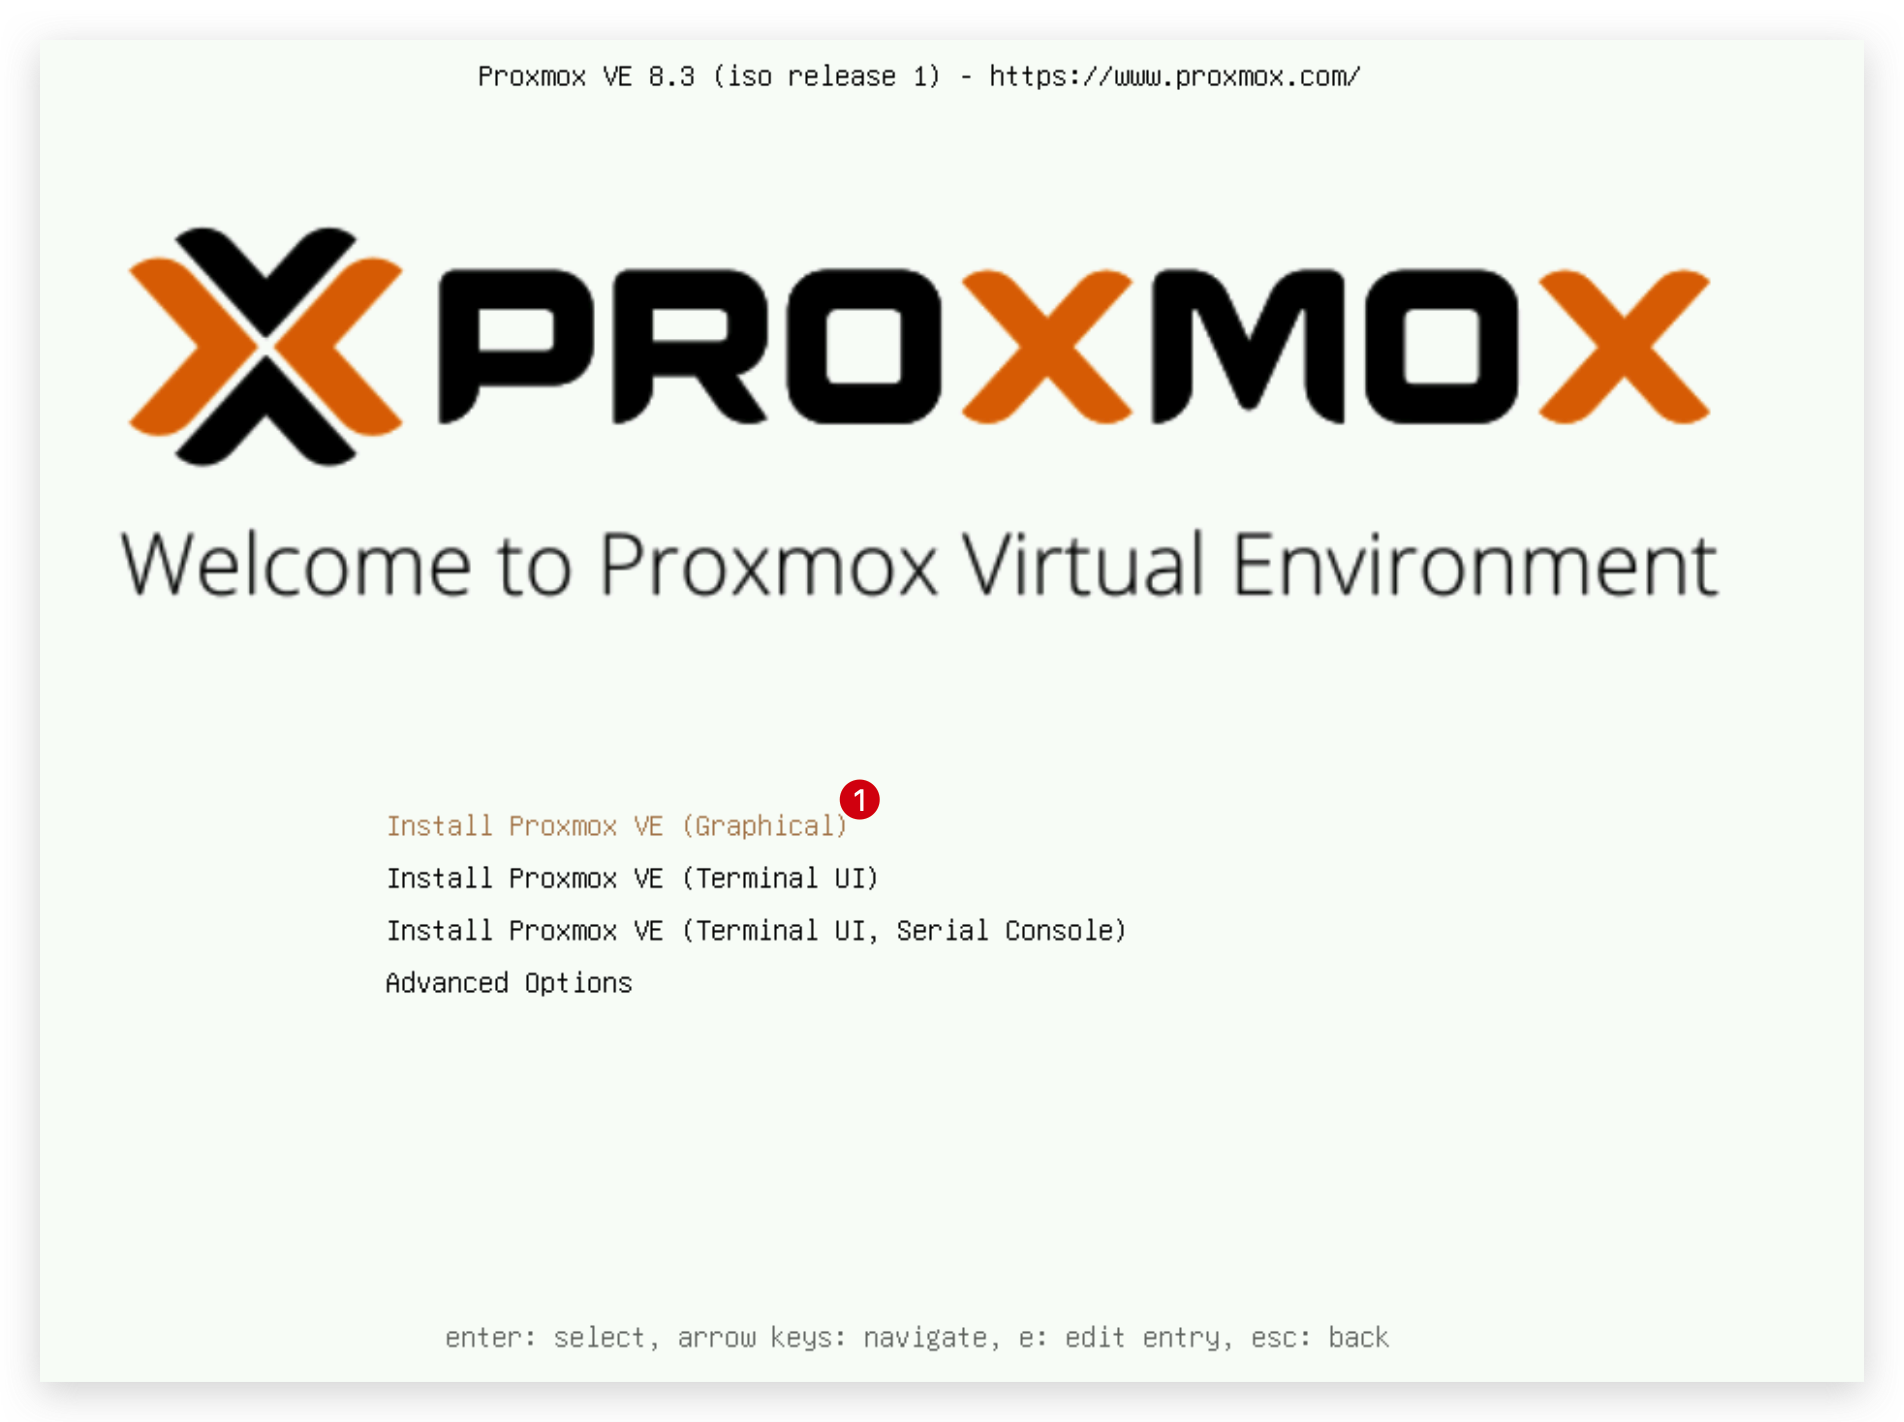 Proxmox VE 8.3 (iso release 1) - https://www.proxmox.com/
PROXMOX
Welcome to Proxmox Virtual Environment
1
Install Proxmox VE (Graphical)
Install Proxmox VE (Terminal UI)
Install Proxmox VE (Terminal UI, Serial Console)
Advanced Options
enter: select, arrow keys: navigate, e: edit entry, esc: back